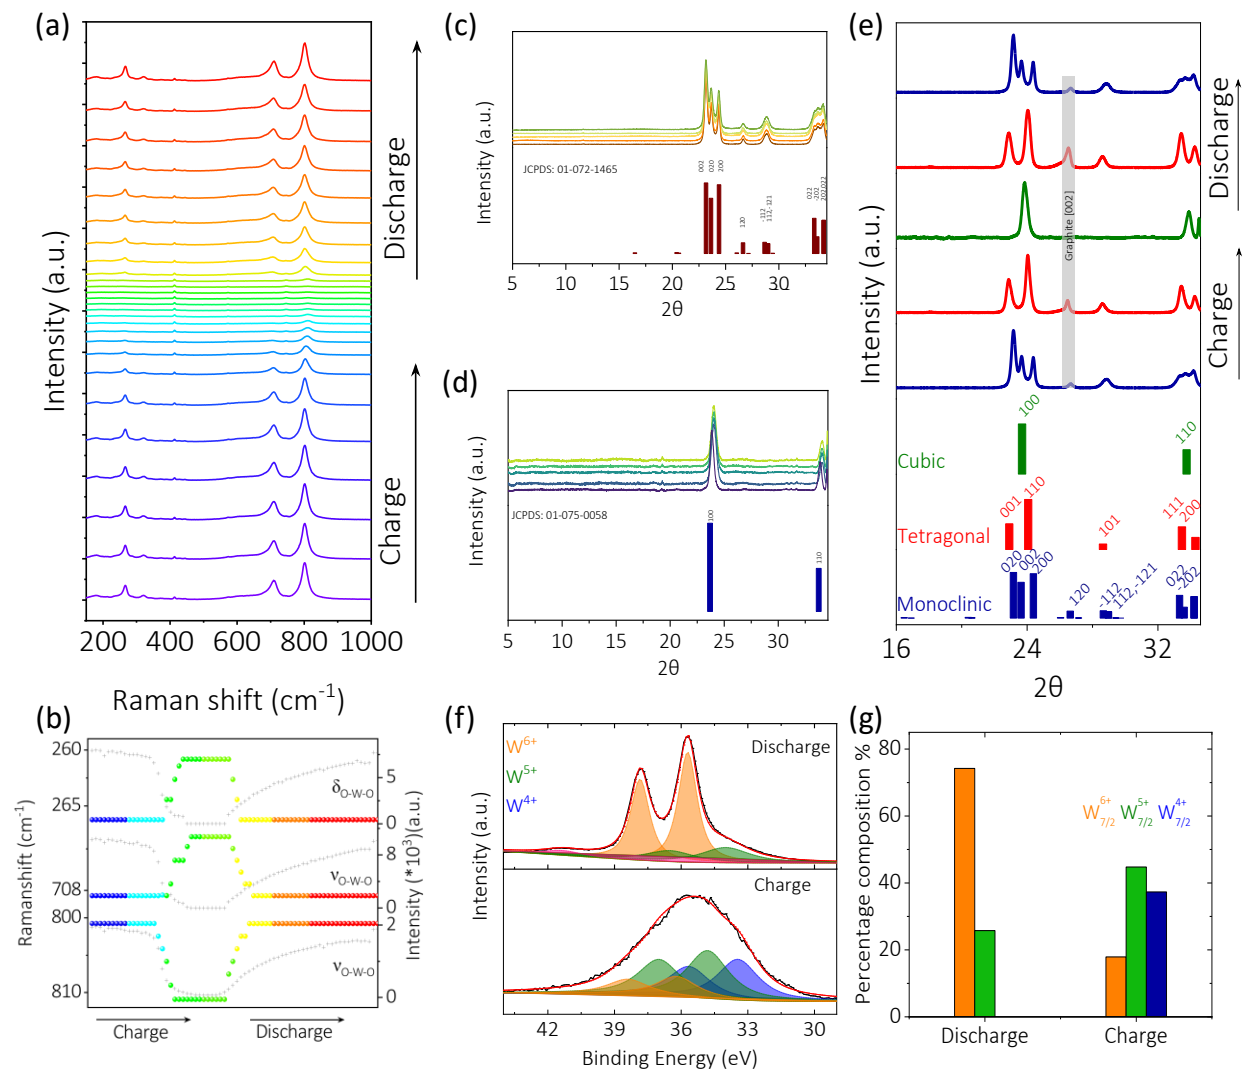 (a)
Intensity (a.u.)
Discharge
Charge
200 400 600 800 1000
Raman shift (cm-1)
(b)
Ramanshift (cm-1)
260
265
708
800
810
5
0
8
0
2
0
Intensity (*10³)(a.u.)
δO-W-O
νO-W-O
νO-W-O
Charge
Discharge
(c)
Intensity (a.u.)
JCPDS: 01-072-1465
002
020
200
120
-112
112,-121
022
-202
202,022
5 10 15 20 25 30
2θ
(d)
Intensity (a.u.)
JCPDS: 01-075-0058
100
110
5 10 15 20 25 30
2θ
(e)
Intensity (a.u.)
Discharge
Charge
Graphite [002]
Cubic
100
110
Tetragonal
001
110
101
111
200
Monoclinic
020
002
200
120
-112
112,-121
022
-202
16 24 32
2θ
(f)
Intensity (a.u.)
W6+
W5+
W4+
Discharge
Charge
42 39 36 33 30
Binding Energy (eV)
(g)
Percentage composition %
80
60
40
20
0
W6+7/2 W5+7/2 W4+7/2
Discharge Charge